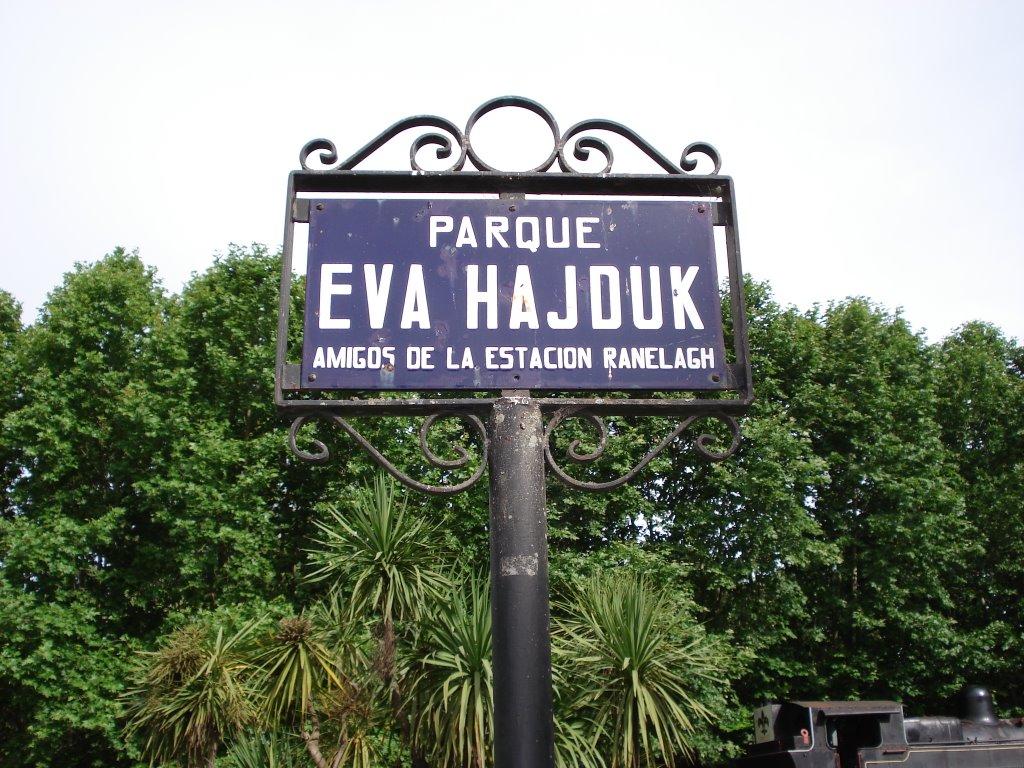 PARQUE
EVA HAJDUK
AMIGOS DE LA ESTACION RANELAGH